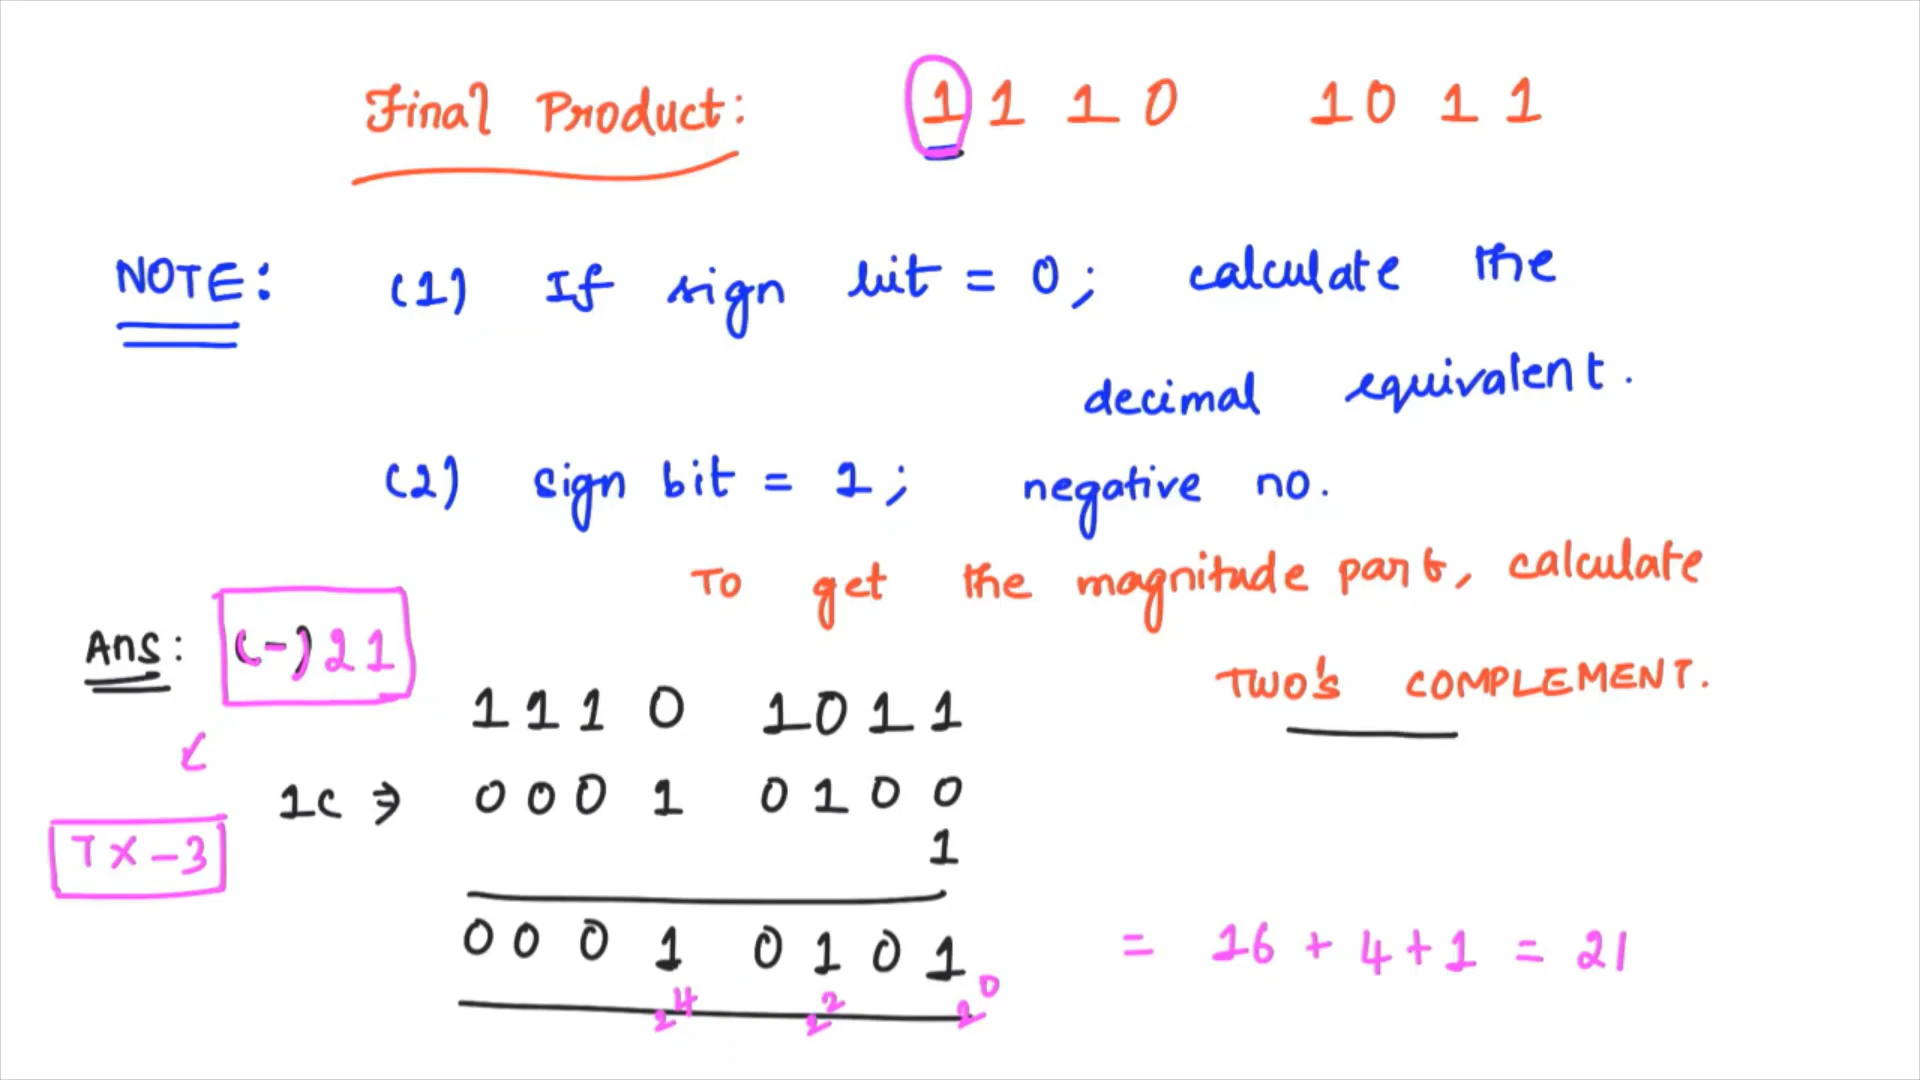 Final Product: 1 1 1 0 1 0 1 1
NOTE: (1) If sign bit = 0; calculate the
decimal equivalent.
(2) sign bit = 1; negative no.
To get the magnitude part, calculate
TWO's COMPLEMENT.
Ans: (-) 21
1 1 1 0 1 0 1 1
1C ⇒ 0 0 0 1 0 1 0 0
1
7 x -3
0 0 0 1 0 1 0 1 = 16 + 4 + 1 = 21
2⁴ 2² 2⁰